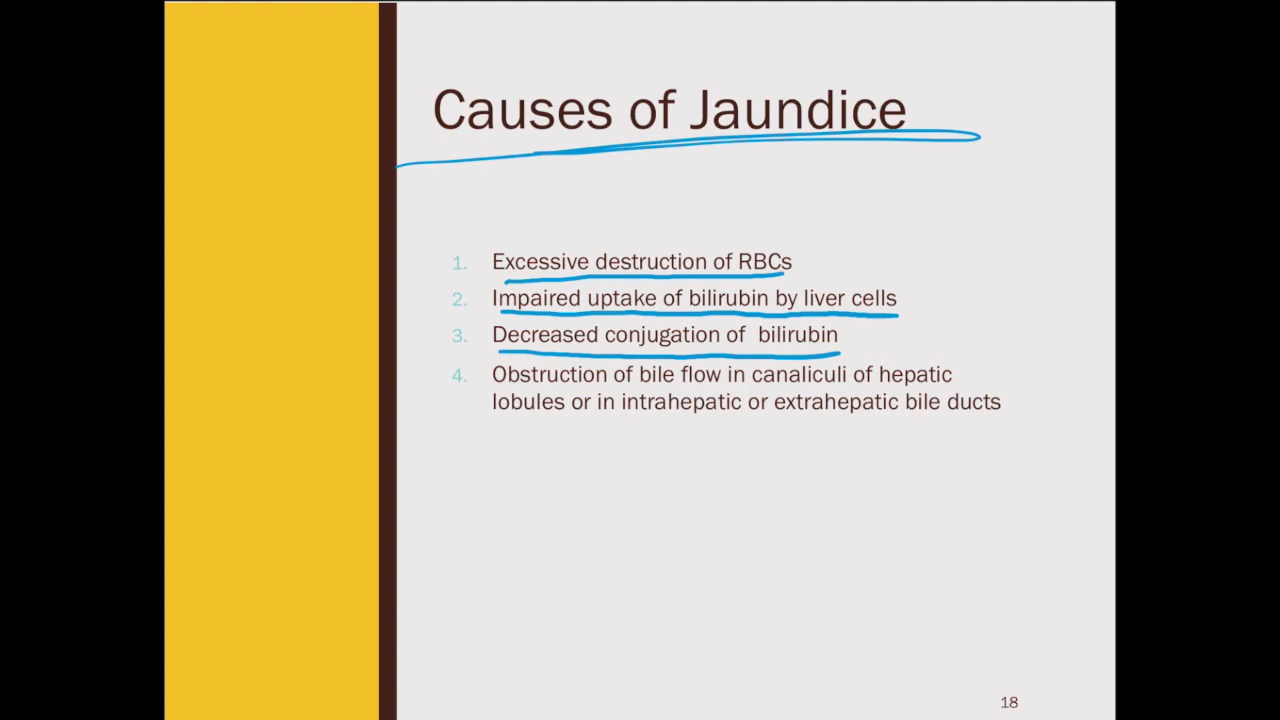 Causes of Jaundice
1. Excessive destruction of RBCs
2. Impaired uptake of bilirubin by liver cells
3. Decreased conjugation of  bilirubin
4. Obstruction of bile flow in canaliculi of hepatic
lobules or in intrahepatic or extrahepatic bile ducts
18